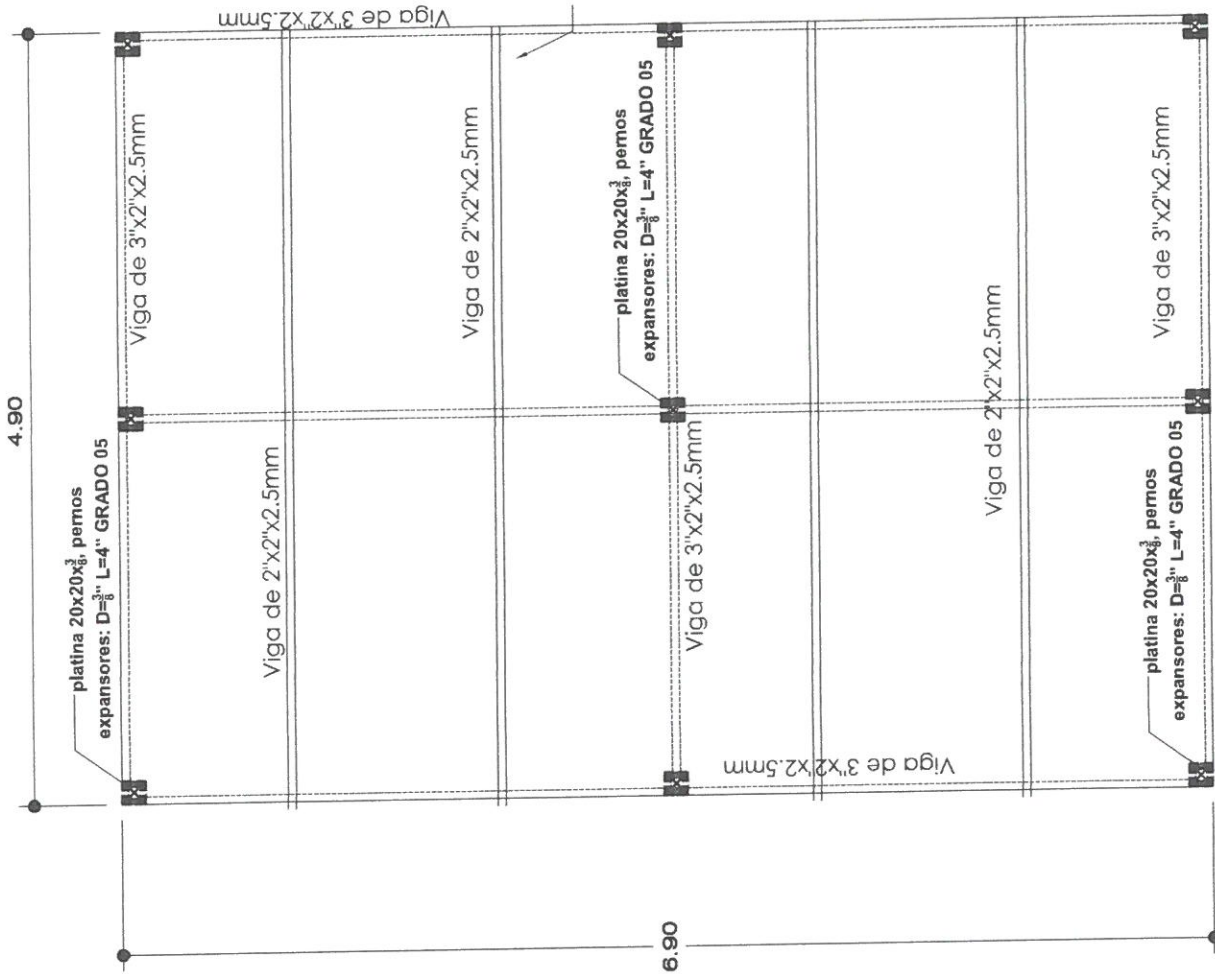 Viga de 3"x2"x2.5mm
4.90
Viga de 3"x2"x2.5mm
platina 20x20x3/8, pernos
expansores: D=3/8" L=4" GRADO 05
Viga de 2"x2"x2.5mm
Viga de 2"x2"x2.5mm
platina 20x20x3/8, pernos
expansores: D=3/8" L=4" GRADO 05
Viga de 3"x2"x2.5mm
Viga de 2"x2"x2.5mm
Viga de 3"x2"x2.5mm
Viga de 3"x2"x2.5mm
platina 20x20x3/8, pernos
expansores: D=3/8" L=4" GRADO 05
6.90